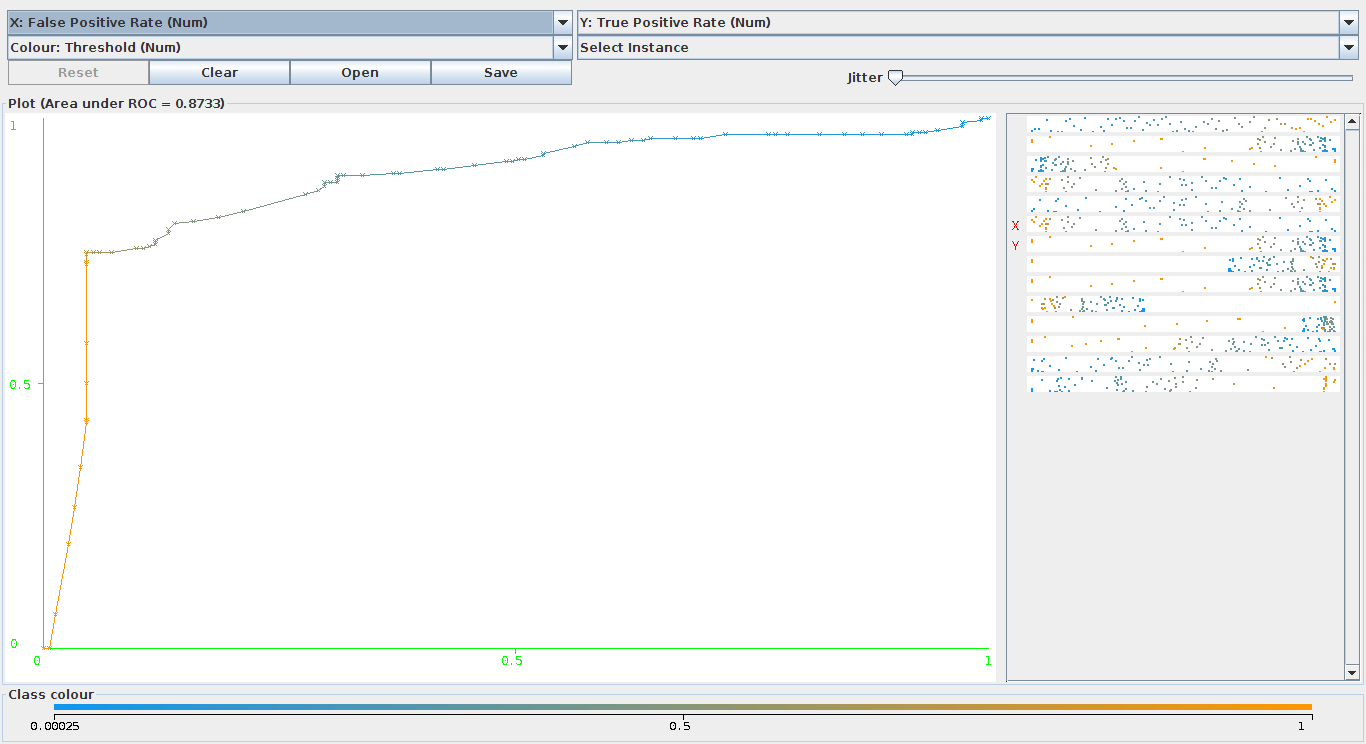 X: False Positive Rate (Num) Y: True Positive Rate (Num)
Colour: Threshold (Num) Select Instance
Reset Clear Open Save Jitter
Plot (Area under ROC = 0.8733)
1
0.5
0
0 0.5 1
X
Y
Class colour
0.00025 0.5 1